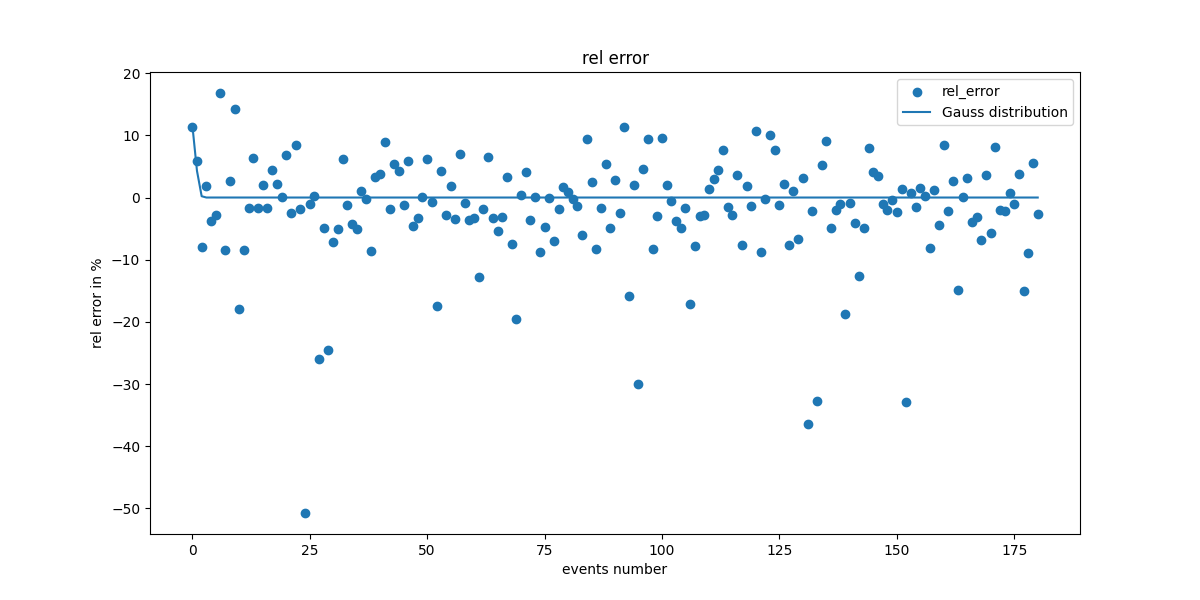 rel error
rel_error
Gauss distribution
rel error in %
20
10
0
−10
−20
−30
−40
−50
0 25 50 75 100 125 150 175
events number